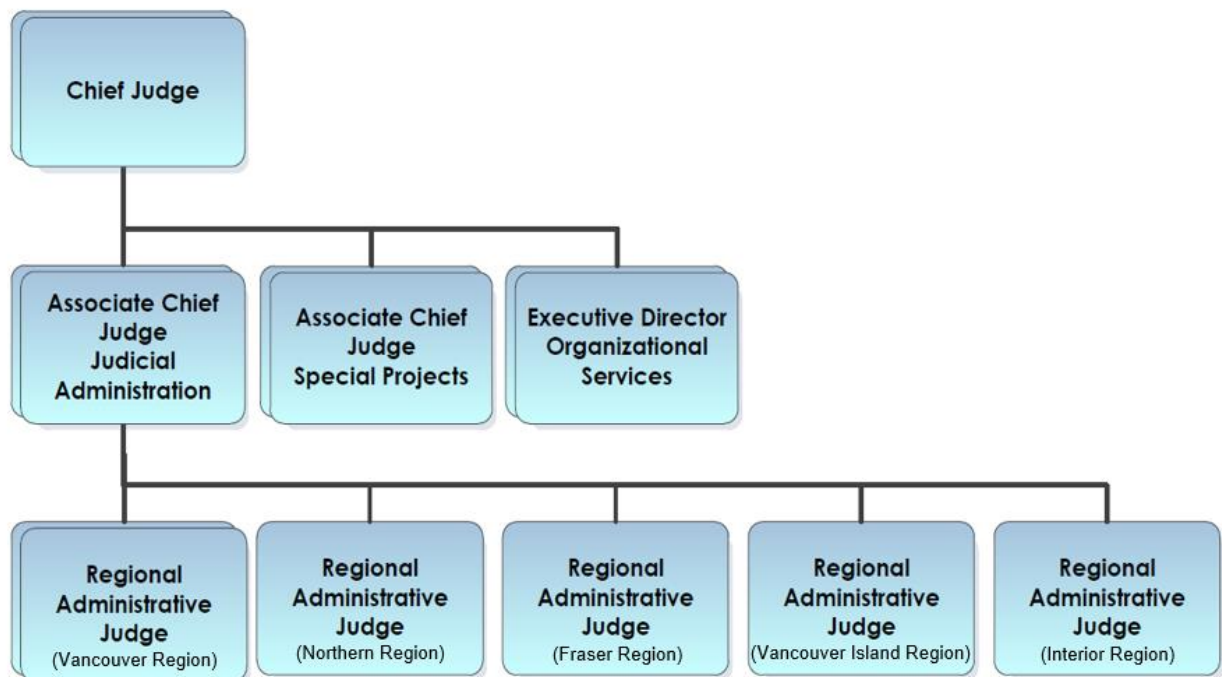 Chief Judge
Associate Chief
Judge
Judicial
Administration
Associate Chief
Judge
Special Projects
Executive Director
Organizational
Services
Regional
Administrative
Judge
(Vancouver Region)
Regional
Administrative
Judge
(Northern Region)
Regional
Administrative
Judge
(Fraser Region)
Regional
Administrative
Judge
(Vancouver Island Region)
Regional
Administrative
Judge
(Interior Region)